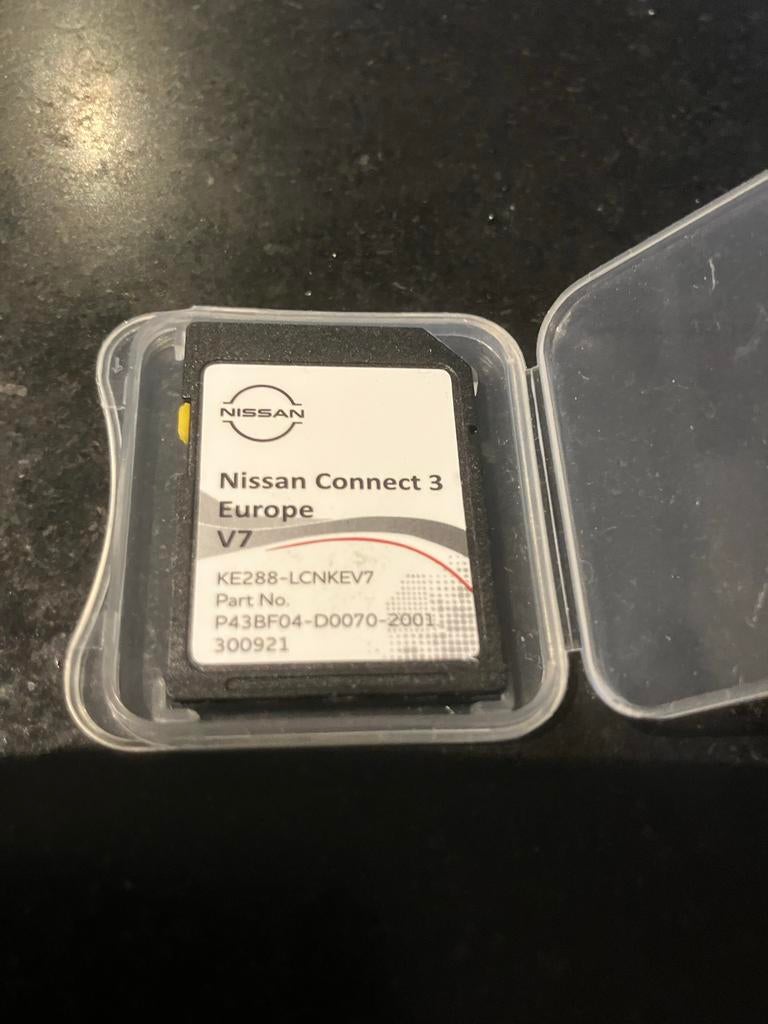 NISSAN
Nissan Connect 3
Europe
V7
KE288-LCNKEV7
Part No.
P43BF04-D0070-2001
300921